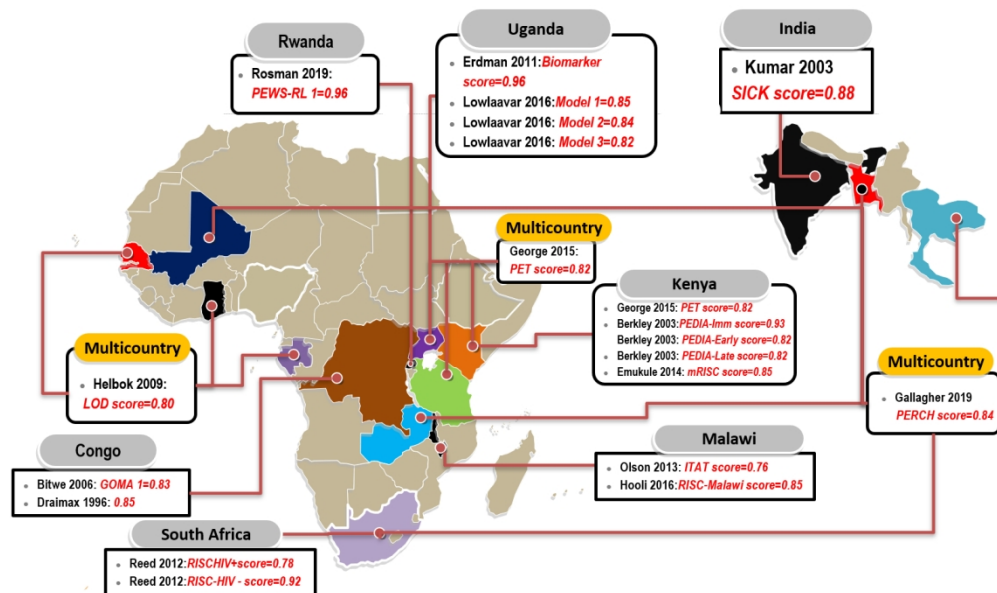 Rwanda
• Rosman 2019:
PEWS-RL 1=0.96
Uganda
• Erdman 2011:Biomarker
score=0.96
• Lowlaavar 2016: Model 1=0.85
• Lowlaavar 2016: Model 2=0.84
• Lowlaavar 2016: Model 3=0.82
India
• Kumar 2003
SICK score=0.88
Multicountry
• George 2015:
PET score=0.82
Kenya
• George 2015: PET score=0.82
• Berkley 2003:PEDIA-Imm score=0.93
• Berkley 2003:PEDIA-Early score=0.82
• Berkley 2003: PEDIA-Late score=0.82
• Emukule 2014: mRISC=0.85
Multicountry
• Helbok 2009:
LOD score=0.80
Multicountry
• Gallagher 2019
PERCH=0.84
Congo
• Bitwe 2006: GOMA 1=0.83
• Draimax 1996: 0.85
Malawi
• Olson 2013: ITAT score=0.76
• Hooli 2016:RISC-Malawi score=0.85
South Africa
• Reed 2012:RISCHIV+score=0.78
• Reed 2012:RISC-HIV - score=0.92